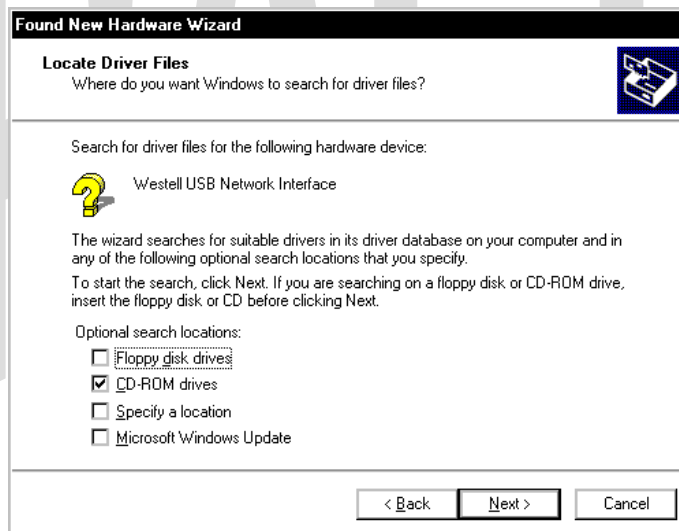 Found New Hardware Wizard
Locate Driver Files
Where do you want Windows to search for driver files?
Search for driver files for the following hardware device:
Westell USB Network Interface
The wizard searches for suitable drivers in its driver database on your computer and in
any of the following optional search locations that you specify.
To start the search, click Next. If you are searching on a floppy disk or CD-ROM drive,
insert the floppy disk or CD before clicking Next.
Optional search locations:
Floppy disk drives
CD-ROM drives
Specify a location
Microsoft Windows Update
< Back Next > Cancel